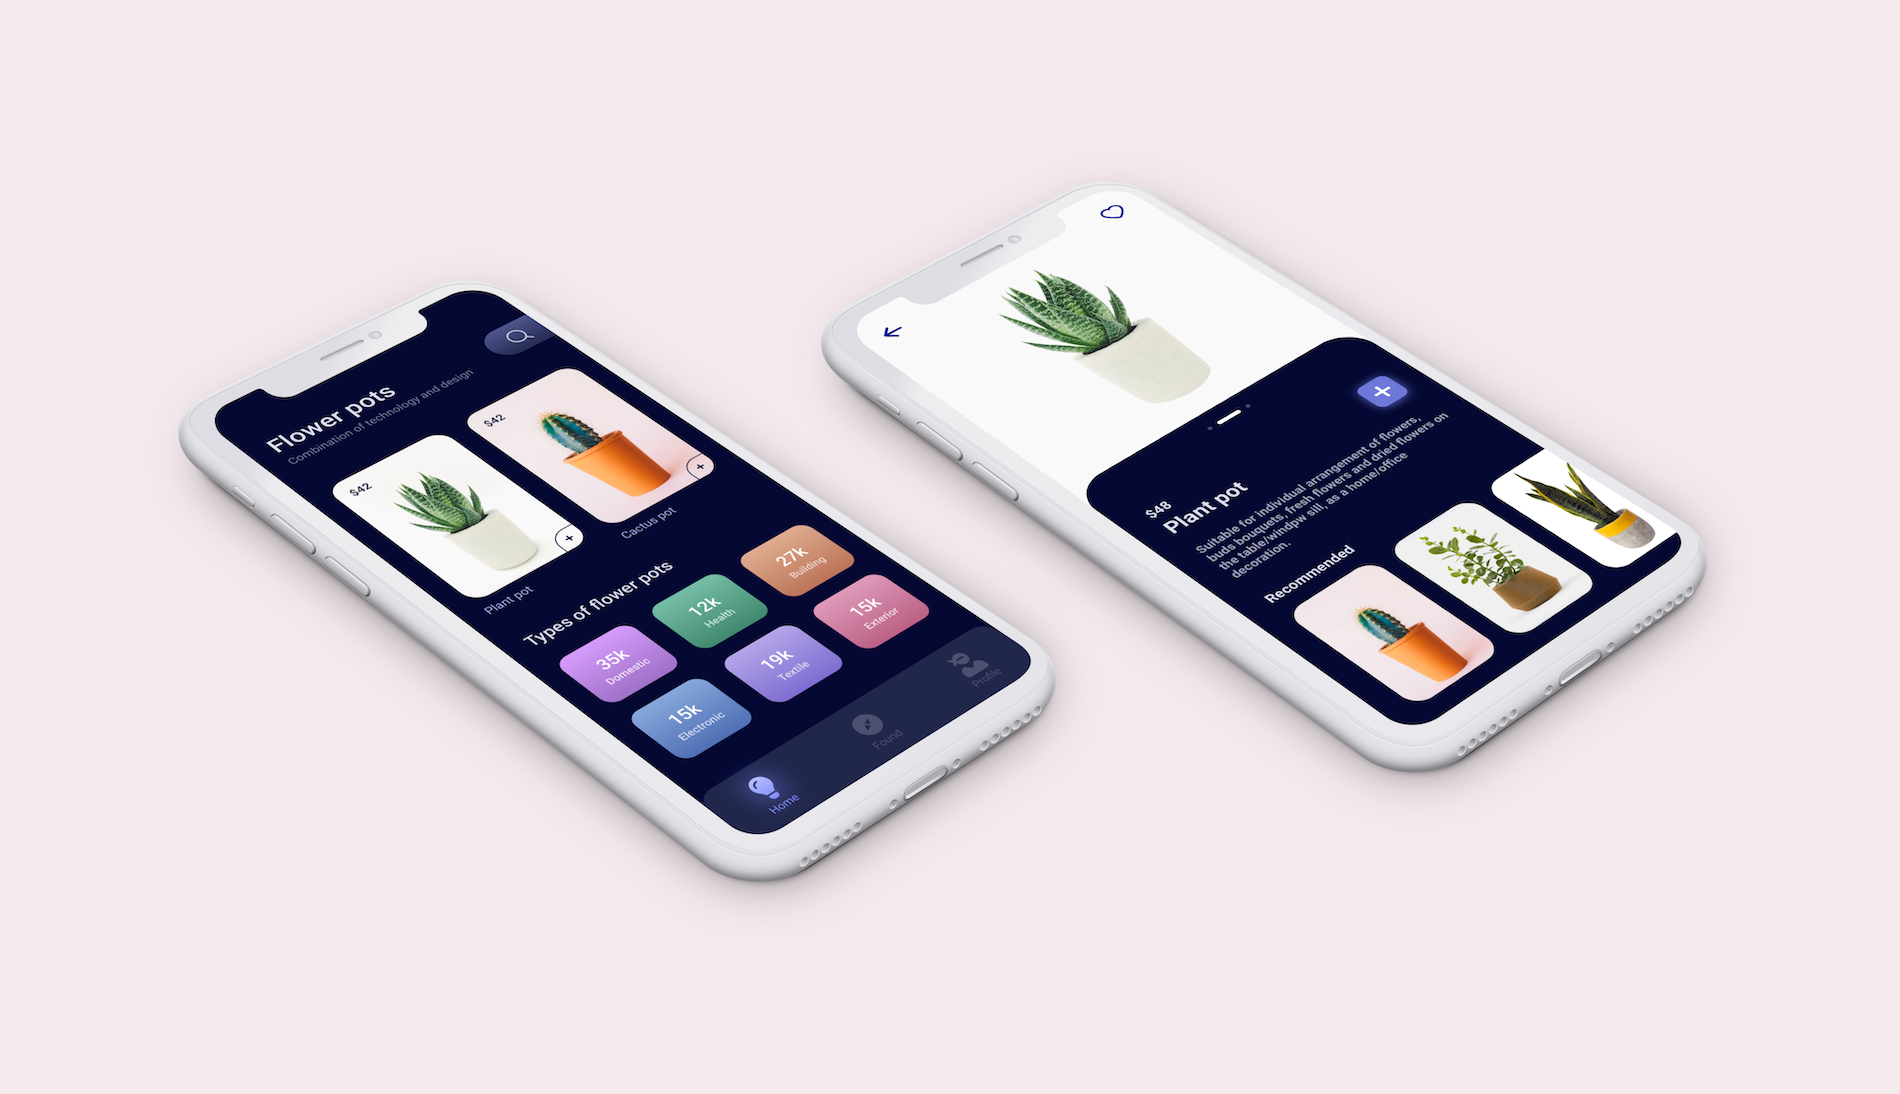 Flower pots
Combination of technology and design
$42
$42
Plant pot
Cactus pot
Types of flower pots
35k
Domestic
12k
Health
27k
Building
15k
Electronic
19k
Textile
15k
Exterior
Home
Found
Profile
$48
Plant pot
Suitable for individual arrangement of flowers,
buds bouquets, fresh flowers and dried flowers on
the table/windpw sill, as a home/office
decoration.
Recommended